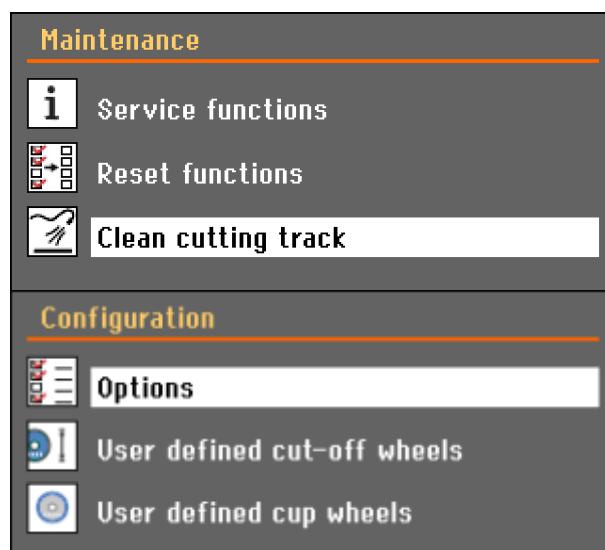 Maintenance
i Service functions
Reset functions
Clean cutting track
Configuration
Options
User defined cut-off wheels
User defined cup wheels